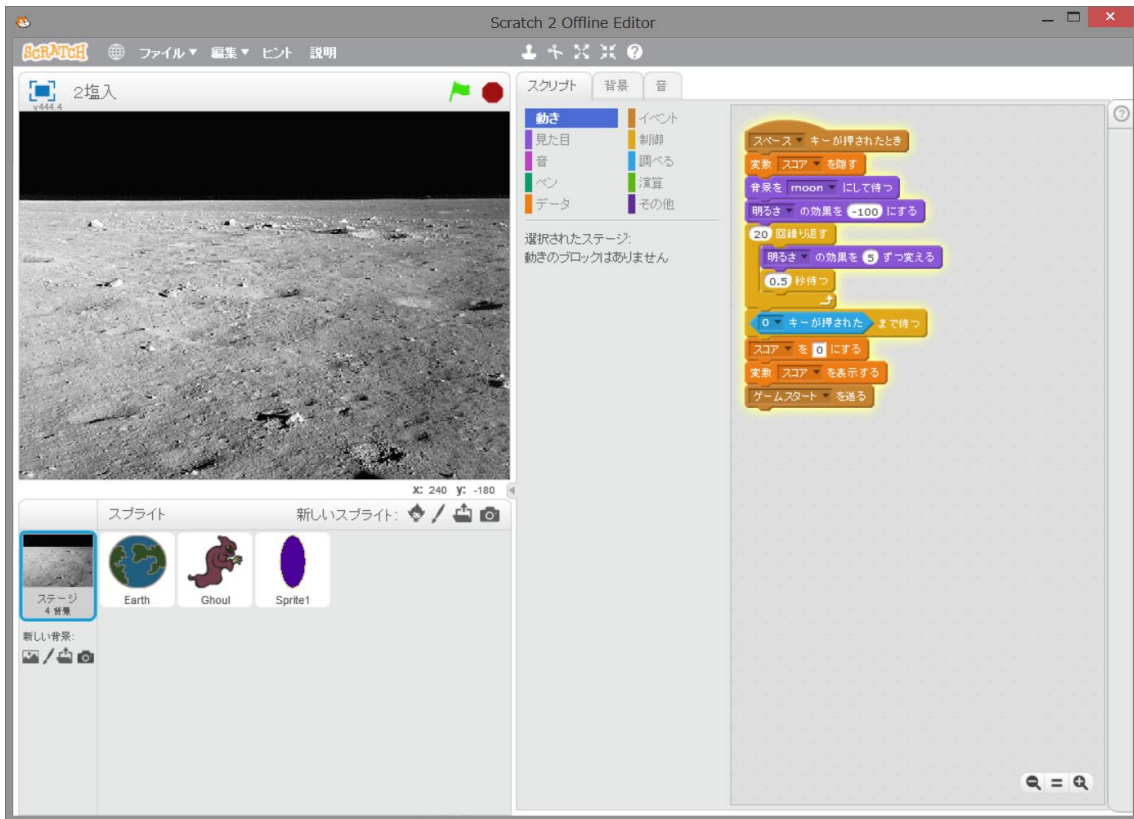 Scratch 2 Offline Editor
SCRATCH ファイル▼ 編集▼ ヒント 説明
2塩入
v444.4
スクリプト 背景 音
動き イベント
見た目 制御
音 調べる
ペン 演算
データ その他
選択されたステージ:
動きのブロックはありません
スペース▼ キーが押されたとき
変数 スコア▼ を隠す
背景を moon▼ にして待つ
明るさ▼ の効果を -100 にする
20 回繰り返す
明るさ▼ の効果を 5 ずつ変える
0.5 秒待つ
0▼ キーが押された まで待つ
スコア▼ を 0 にする
変数 スコア▼ を表示する
ゲームスタート▼ を送る
X: 240 y: -180
スプライト 新しいスプライト:
ステージ
4 背景
Earth Ghoul Sprite1
新しい背景: